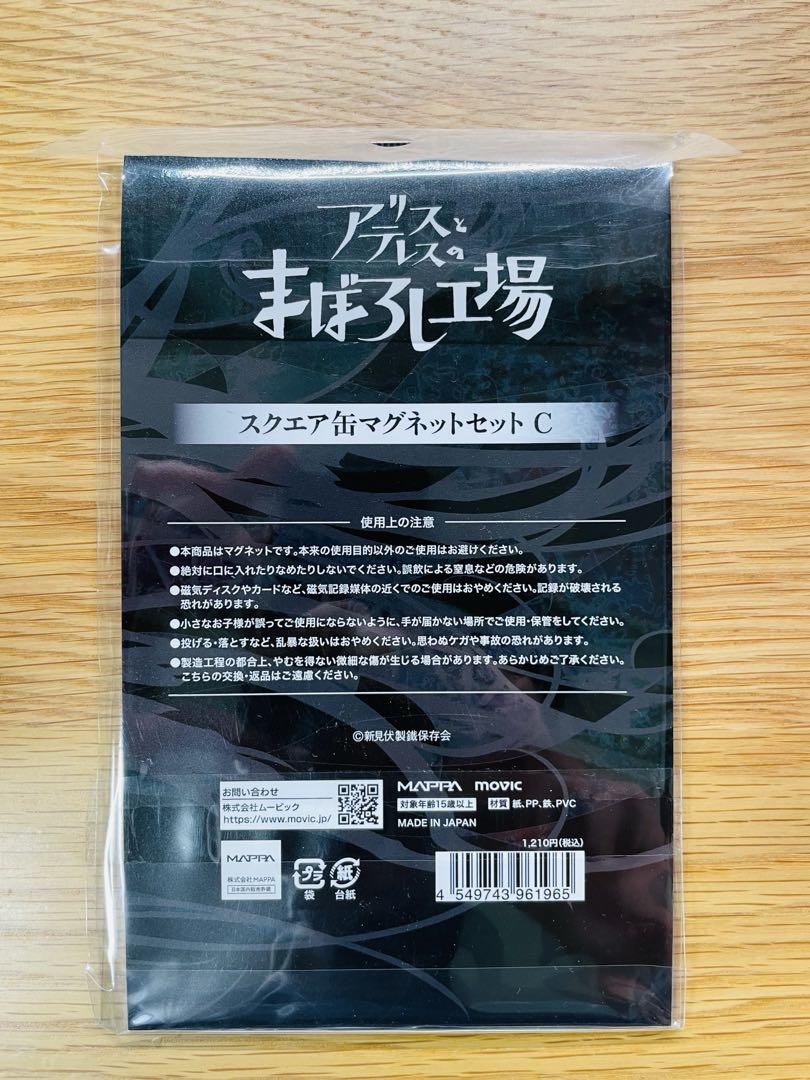 アリスと
テレスの
まぼろし工場
スクエア缶マグネットセット C
使用上の注意
●本商品はマグネットです。本来の使用目的以外のご使用はお避けください。
●絶対に口に入れたりなめたりしないでください。誤飲による窒息などの危険があります。
●磁気ディスクやカードなど、磁気記録媒体の近くでのご使用はおやめください。記録が破壊される
恐れがあります。
●小さなお子様が誤ってご使用にならないように、手が届かない場所でご使用・保管をしてください。
●投げる・落とすなど、乱暴な扱いはおやめください。思わぬケガや事故の恐れがあります。
●製造工程の都合上、やむを得ない微細な傷が生じる場合があります。あらかじめご了承ください。
こちらの交換・返品はご遠慮ください。
©新見伏製鐵保存会
お問い合わせ
株式会社ムービック
https://www.movic.jp/
MAPPA movic
対象年齢15歳以上 材質 紙、PP、鉄、PVC
MADE IN JAPAN
1,210円(税込)
MAPPA
株式会社MAPPA
日本国内販売許諾
プラ
袋
紙
台紙
4 549743 961965